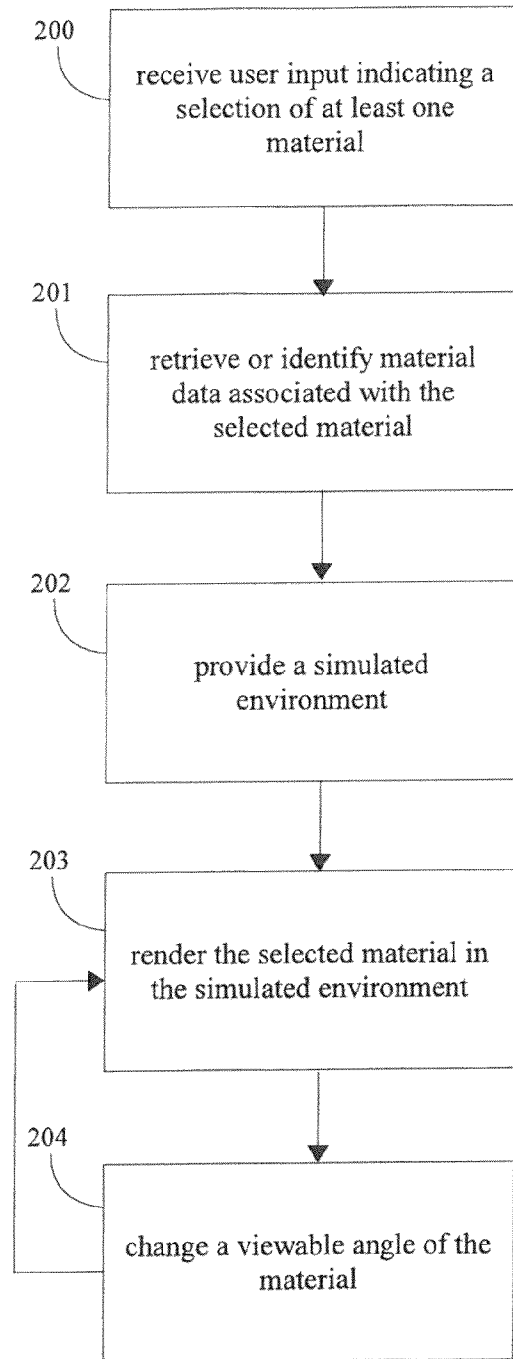 200
receive user input indicating a
selection of at least one
material
201
retrieve or identify material
data associated with the
selected material
202
provide a simulated
environment
203
render the selected material in
the simulated environment
204
change a viewable angle of the
material